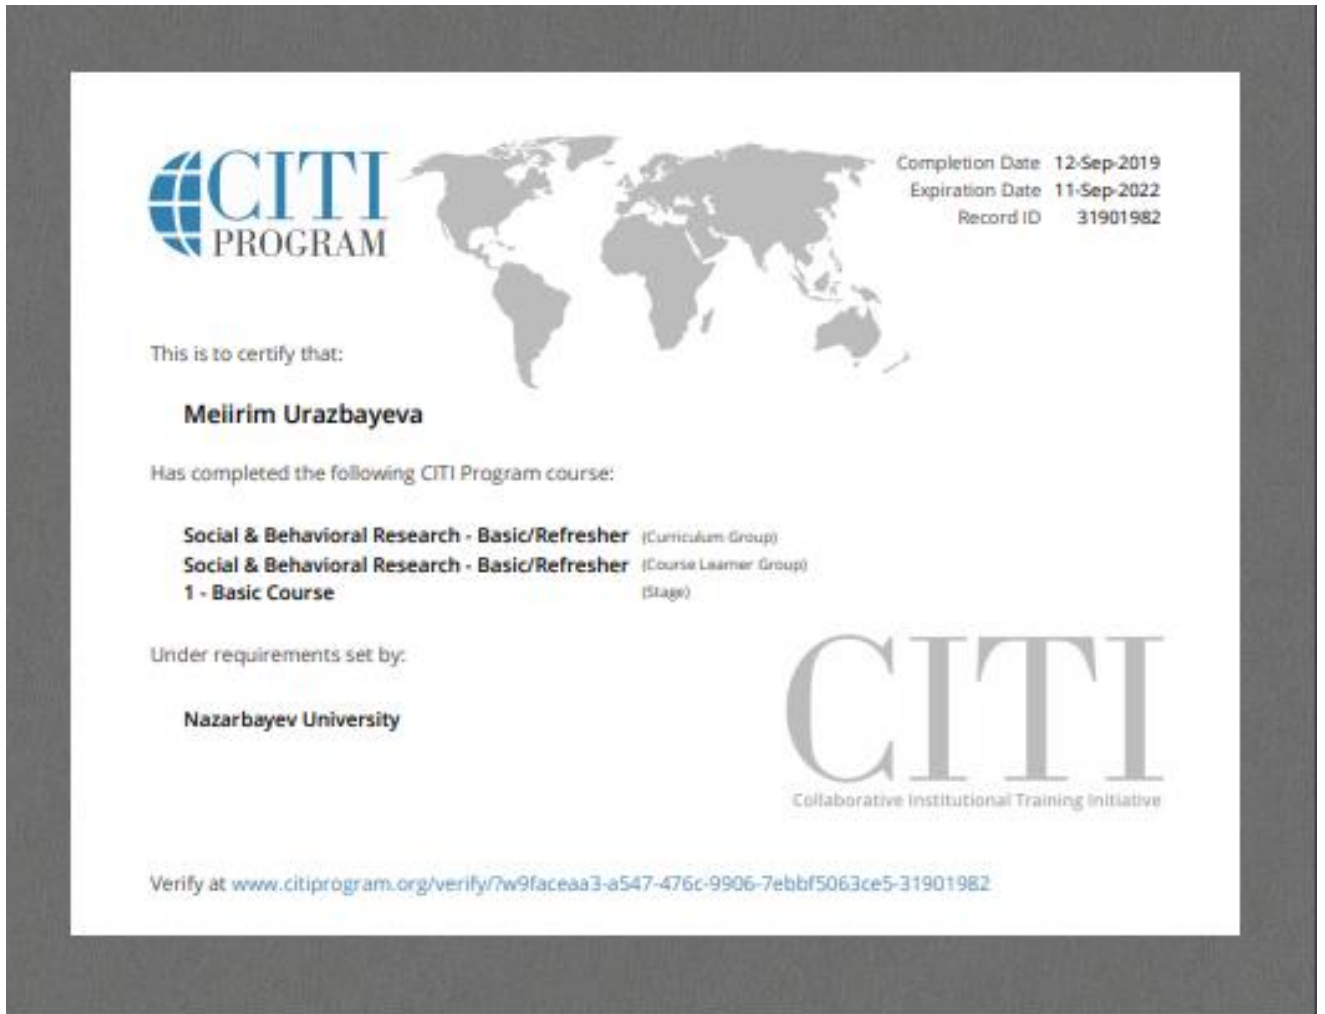 CITI
PROGRAM
Completion Date 12-Sep-2019
Expiration Date 11-Sep-2022
Record ID 31901982
This is to certify that:
Meiirim Urazbayeva
Has completed the following CITI Program course:
Social & Behavioral Research - Basic/Refresher (Curriculum Group)
Social & Behavioral Research - Basic/Refresher (Course Learner Group)
1 - Basic Course (Stage)
Under requirements set by:
Nazarbayev University
CITI
Collaborative Institutional Training Initiative
Verify at www.citiprogram.org/verify/?w9faceaa3-a547-476c-9906-7ebbf5063ce5-31901982